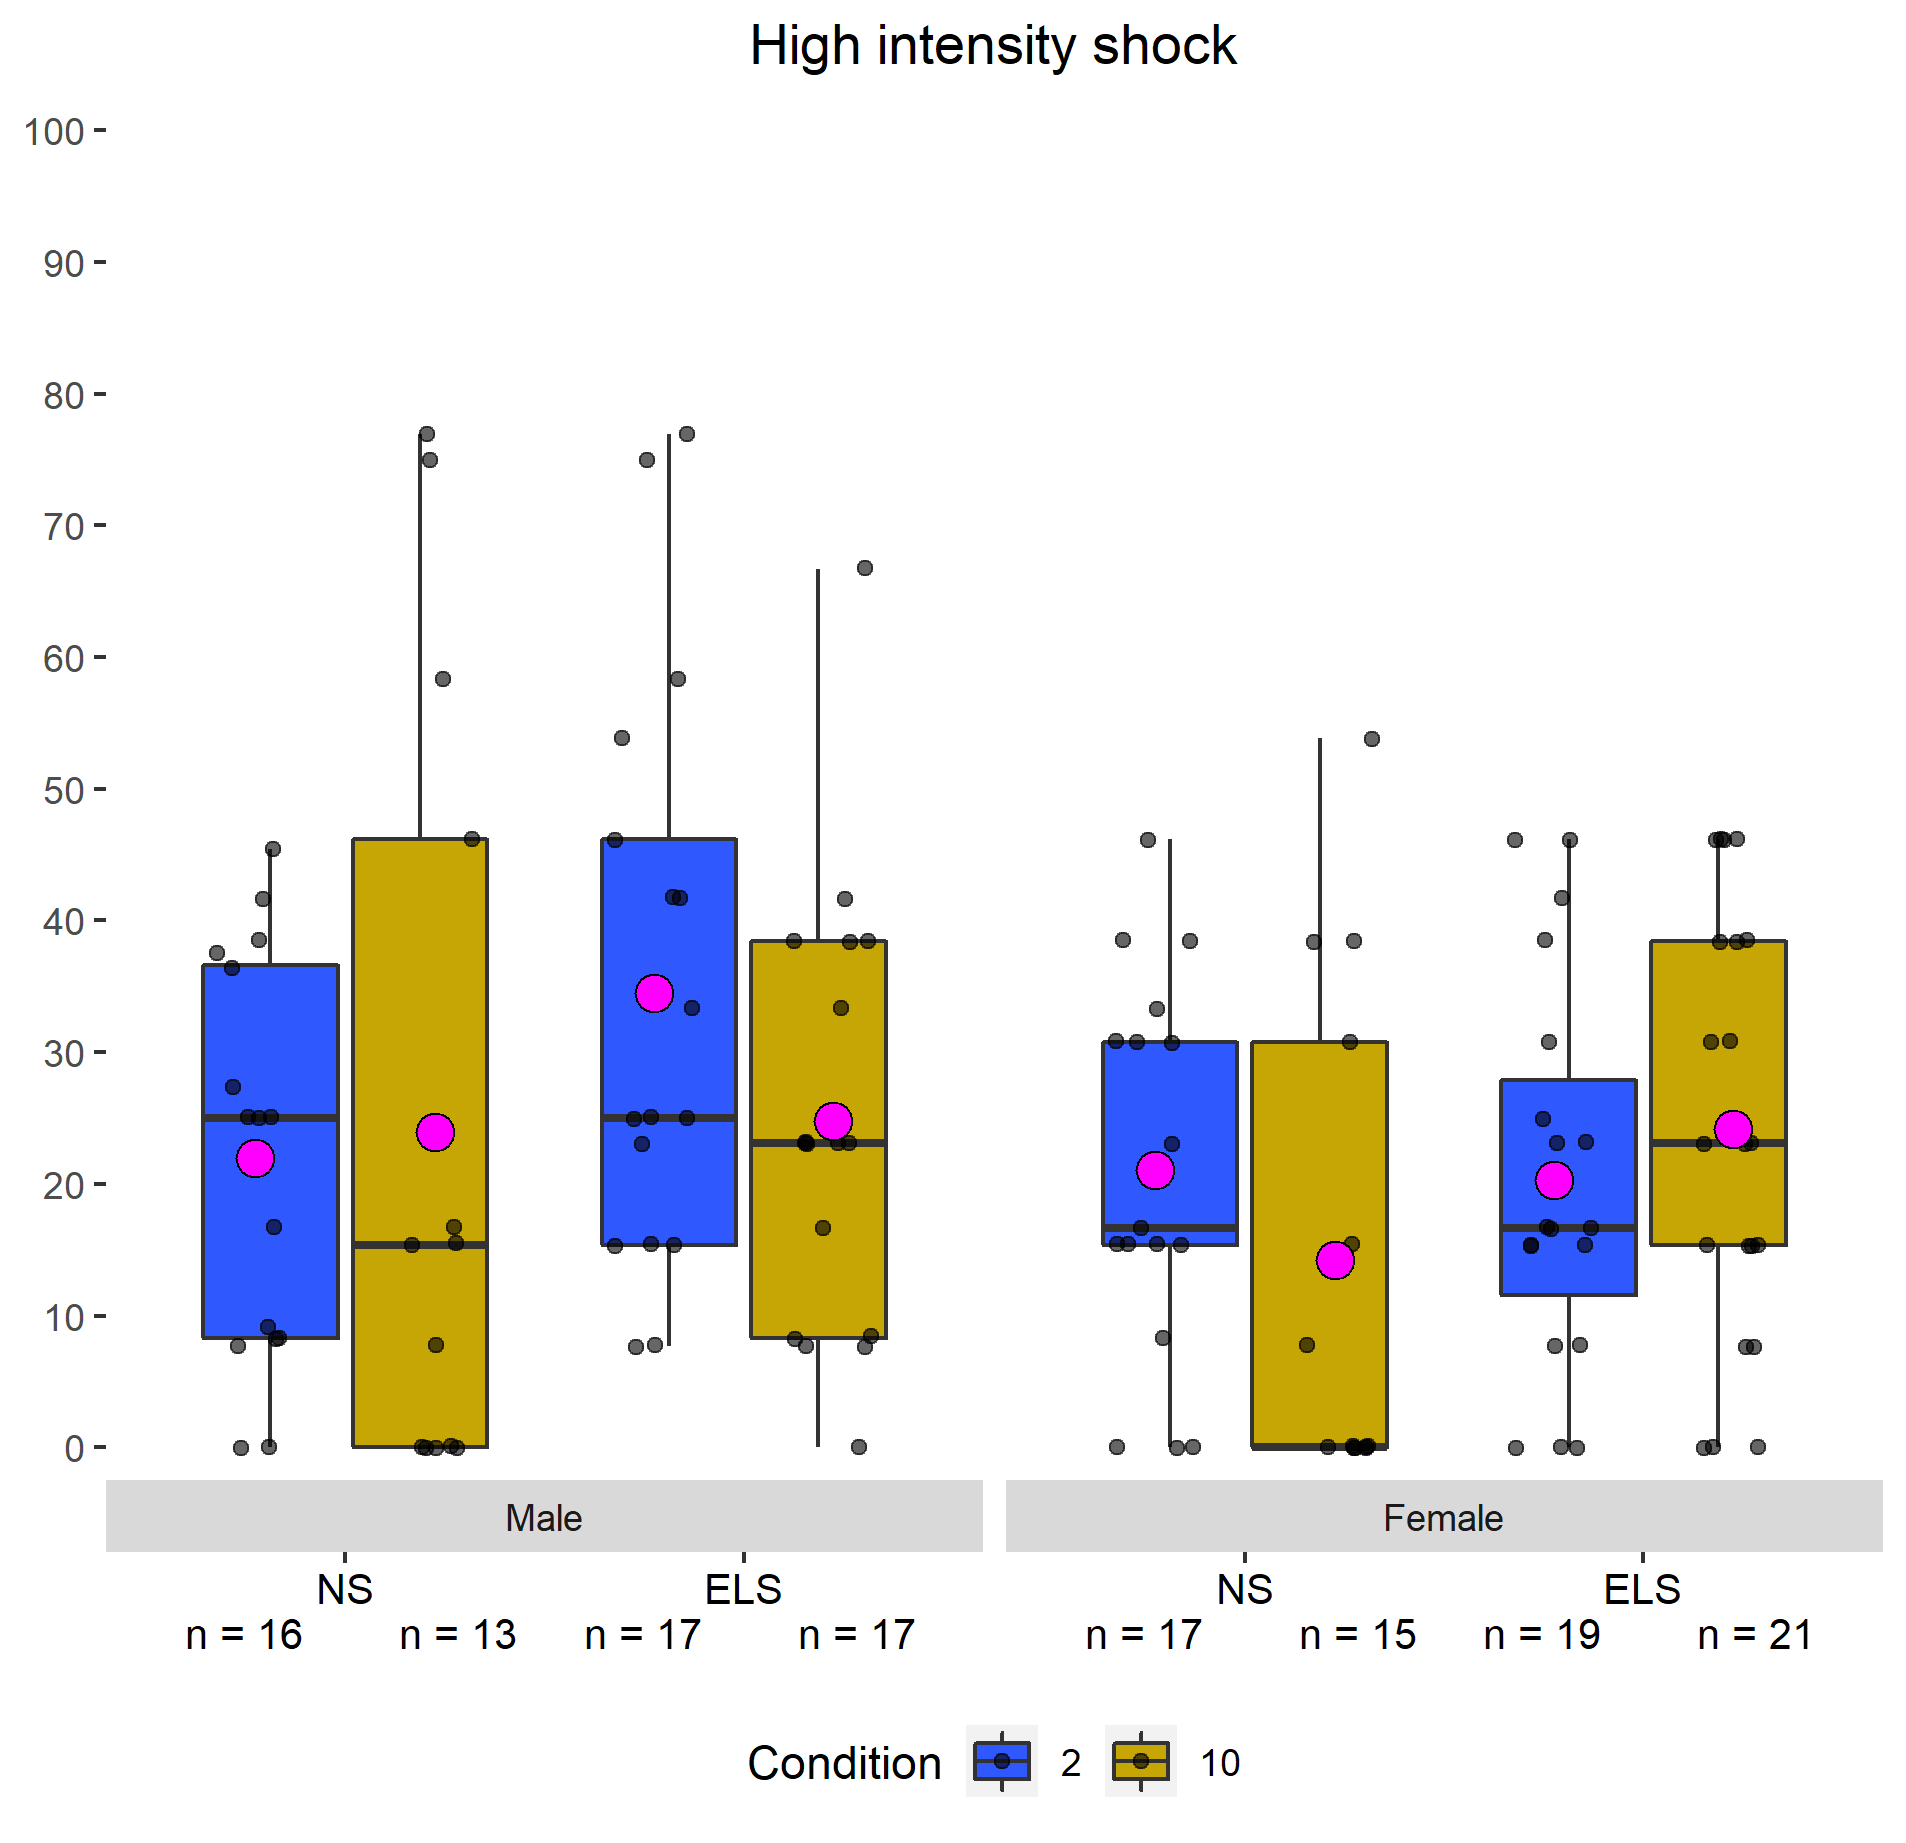 High intensity shock
100
90
80
70
60
50
40
30
20
10
0
Male Female
NS ELS NS ELS
n = 16 n = 13 n = 17 n = 17 n = 17 n = 15 n = 19 n = 21
Condition 2 10